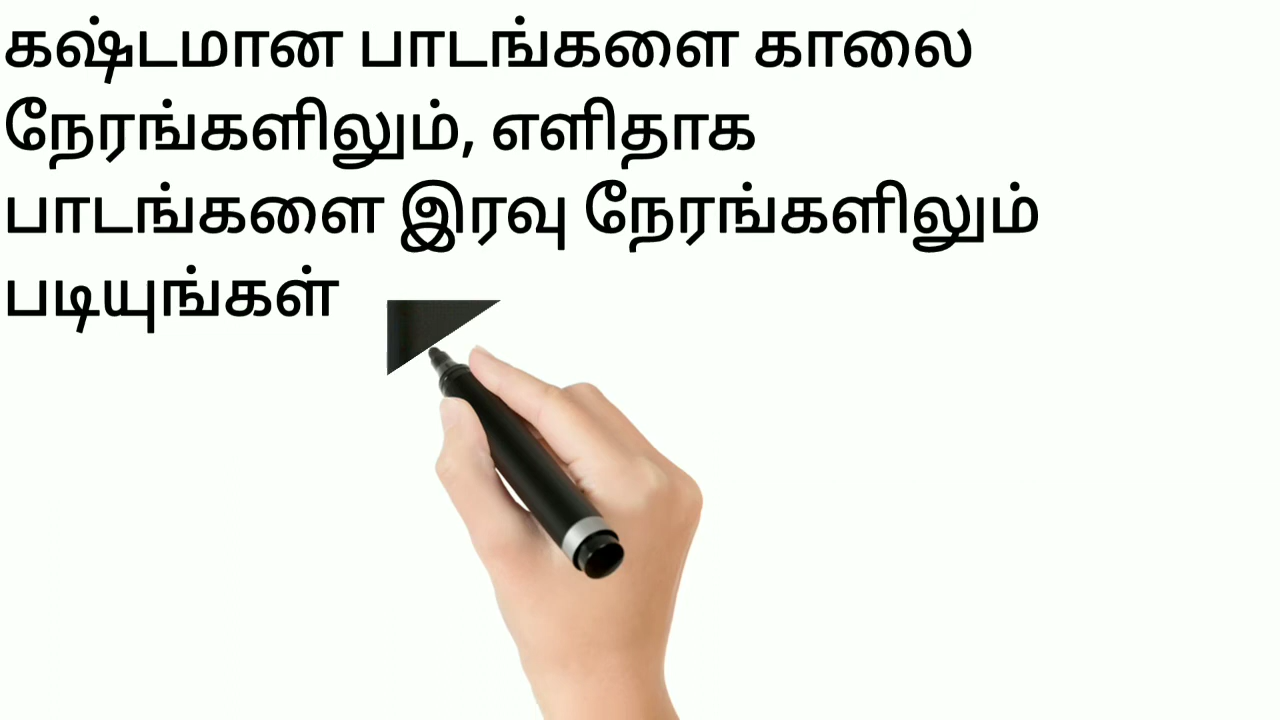 கஷ்டமான பாடங்களை காலை
நேரங்களிலும், எளிதாக
பாடங்களை இரவு நேரங்களிலும்
படியுங்கள்